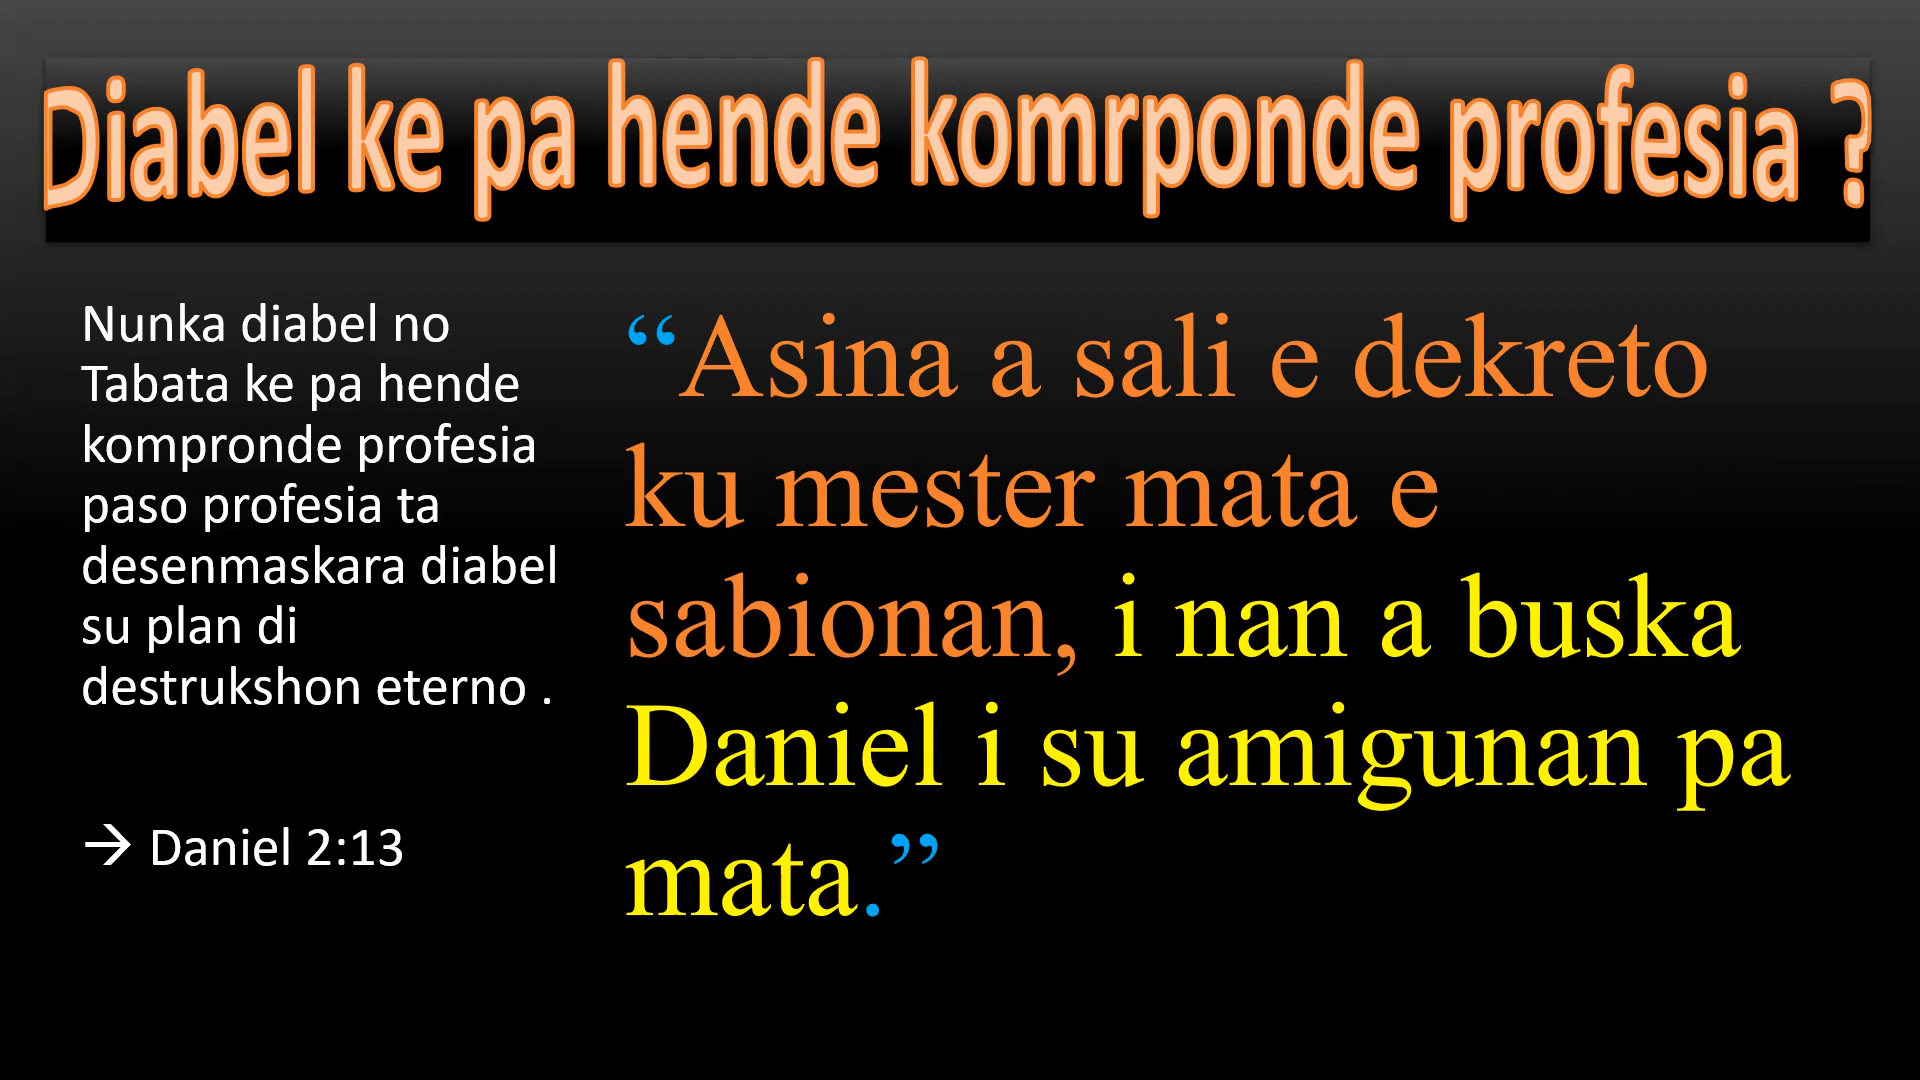 Diabel ke pa hende komrponde profesia ?
Nunka diabel no
Tabata ke pa hende
kompronde profesia
paso profesia ta
desenmaskara diabel
su plan di
destrukshon eterno .
→ Daniel 2:13
“Asina a sali e dekreto
ku mester mata e
sabionan, i nan a buska
Daniel i su amigunan pa
mata.”